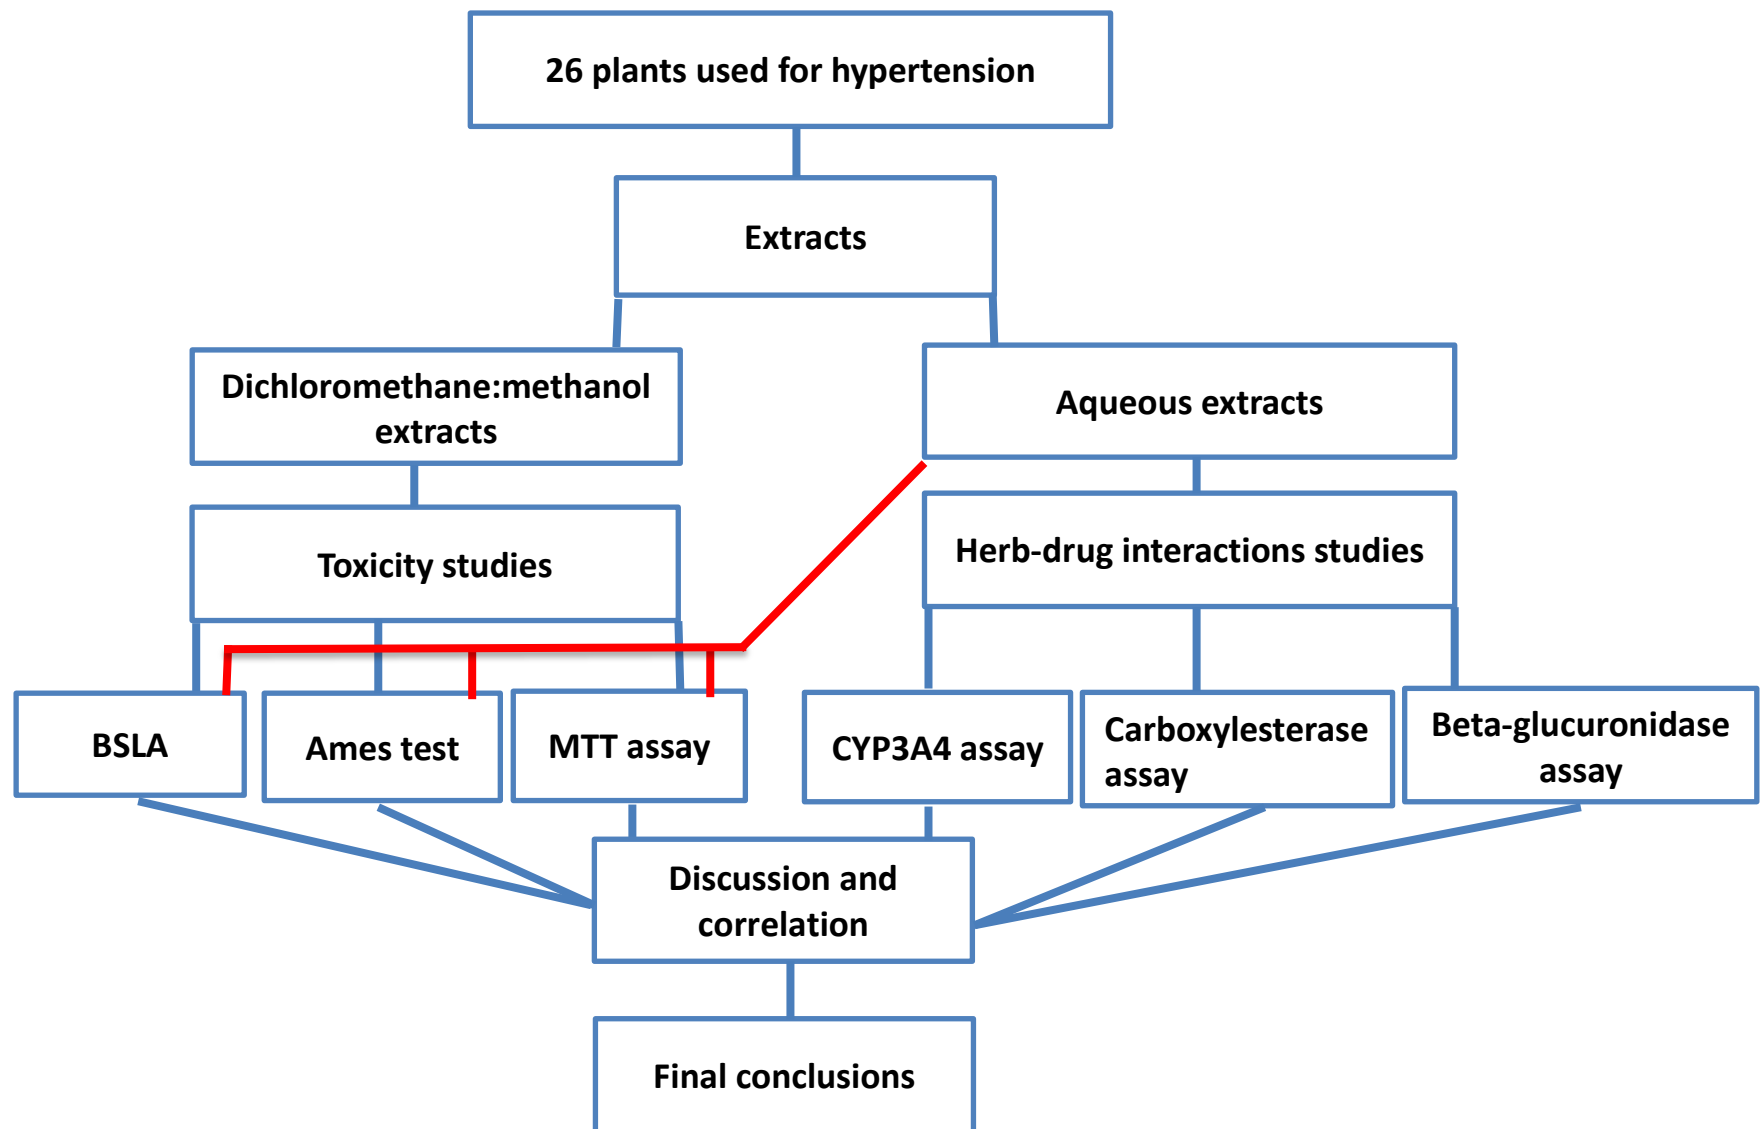 26 plants used for hypertension
Extracts
Dichloromethane:methanol
extracts
Aqueous extracts
Toxicity studies
Herb-drug interactions studies
BSLA
Ames test
MTT assay
CYP3A4 assay
Carboxylesterase
assay
Beta-glucuronidase
assay
Discussion and
correlation
Final conclusions